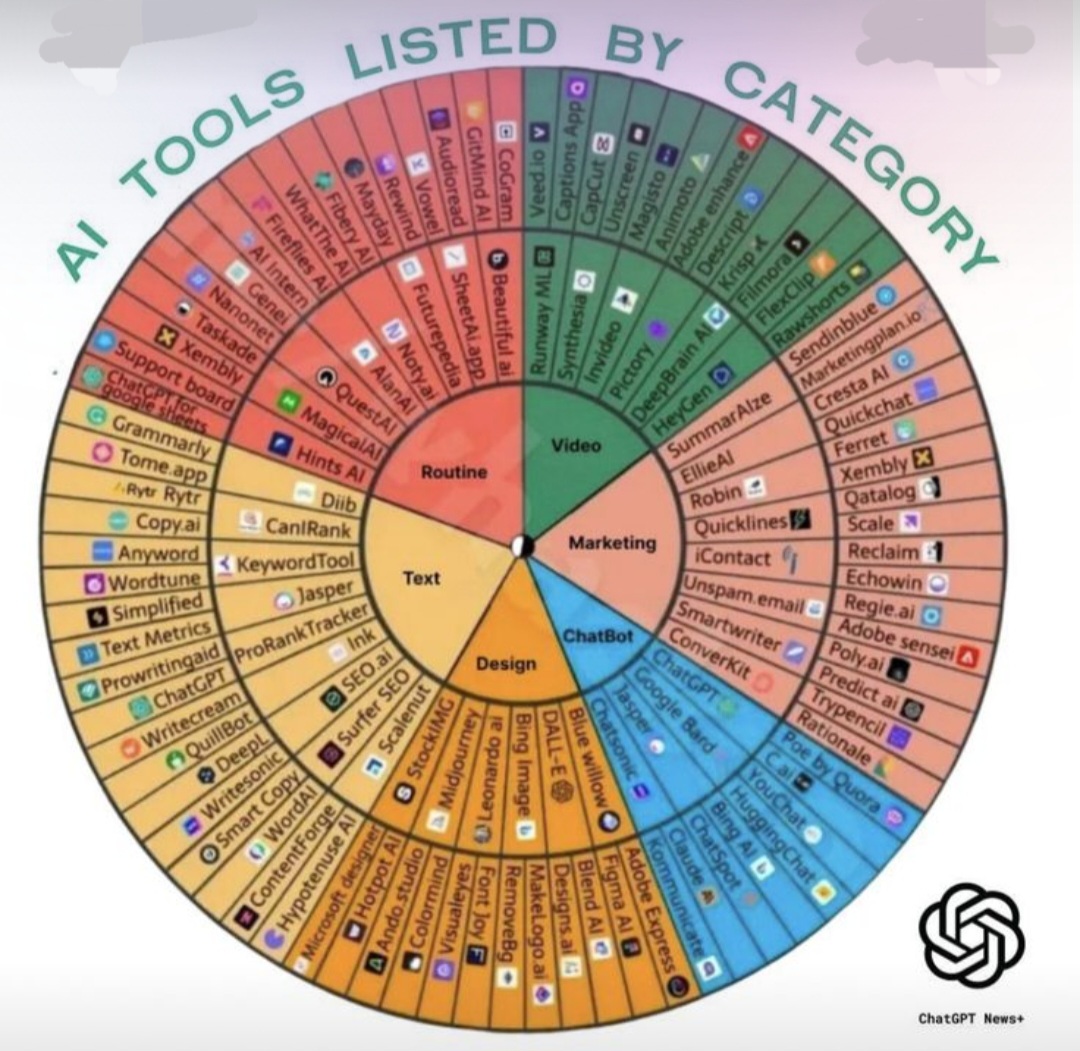 AI TOOLS LISTED BY CATEGORY
Video
Runway ML
Synthesia
Invideo
Pictory
DeepBrain AI
HeyGen
Veed.io
Captions App
CapCut
Unscreen
Magisto
Animoto
Adobe enhance
Descript
Krisp
Filmora
FlexClip
Rawshorts
Marketing
SummarAIze
EllieAI
Robin
Quicklines
iContact
Unspam.email
Smartwriter
ConverKit
Sendinblue
Marketingplan.io
Cresta AI
Quickchat
Ferret
Xembly
Qatalog
Scale
Reclaim
Echowin
Regie.ai
Adobe sensei
Poly.ai
Predict ai
Trypencil
Rationale
ChatBot
ChatGPT
Google Bard
Jasper
Chatsonic
Poe by Quora
C.ai
YouChat
HuggingChat
Bing AI
ChatSpot
Claude
Kommunicate
Design
Blue willow
DALL-E
Bing Image
Leonardo ai
Midjourney
StockIMG
Adobe Express
Figma AI
Blend AI
Designs.ai
MakeLogo.ai
RemoveBg
Font Joy
Visualeyes
Colormind
Ando.studio
Hotpot AI
Microsoft designer
Text
Scalenut
Surfer SEO
SEO.ai
Ink
ProRankTracker
Jasper
KeywordTool
CanIRank
Diib
Hypotenuse AI
ContentForge
WordAI
Smart Copy
Writesonic
DeepL
QuillBot
Writecream
ChatGPT
Prowritingaid
Text Metrics
Simplified
Wordtune
Anyword
Copy.ai
Rytr Rytr
Tome.app
Grammarly
Routine
Hints AI
MagicalAI
QuestAI
AlanAI
Noty.ai
Futurepedia
SheetAi app
Beautiful ai
ChatGPT for
google sheets
Support board
Xembly
Taskade
Nanonet
Genei
AI Intern
Fireflies AI
WhatThe AI
Fibery AI
Mayday
Rewind
Vowel
Audioread
GitMind AI
CoGram
ChatGPT News+